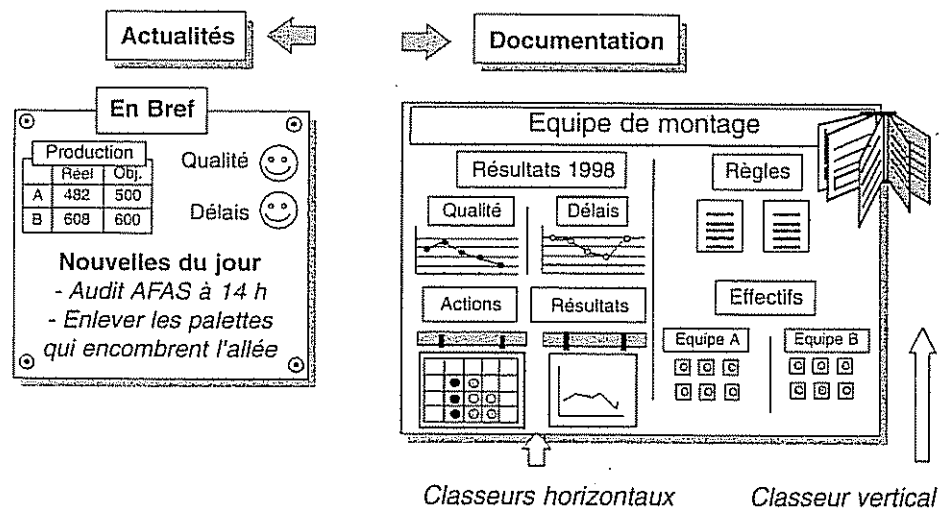 Actualités
Documentation
En Bref
Production
Réel Obj.
A 482 500
B 608 600
Qualité
Délais
Nouvelles du jour
- Audit AFAS à 14 h
- Enlever les palettes
qui encombrent l'allée
Equipe de montage
Résultats 1998
Règles
Qualité
Délais
Actions
Résultats
Effectifs
Equipe A
Equipe B
Classeurs horizontaux
Classeur vertical